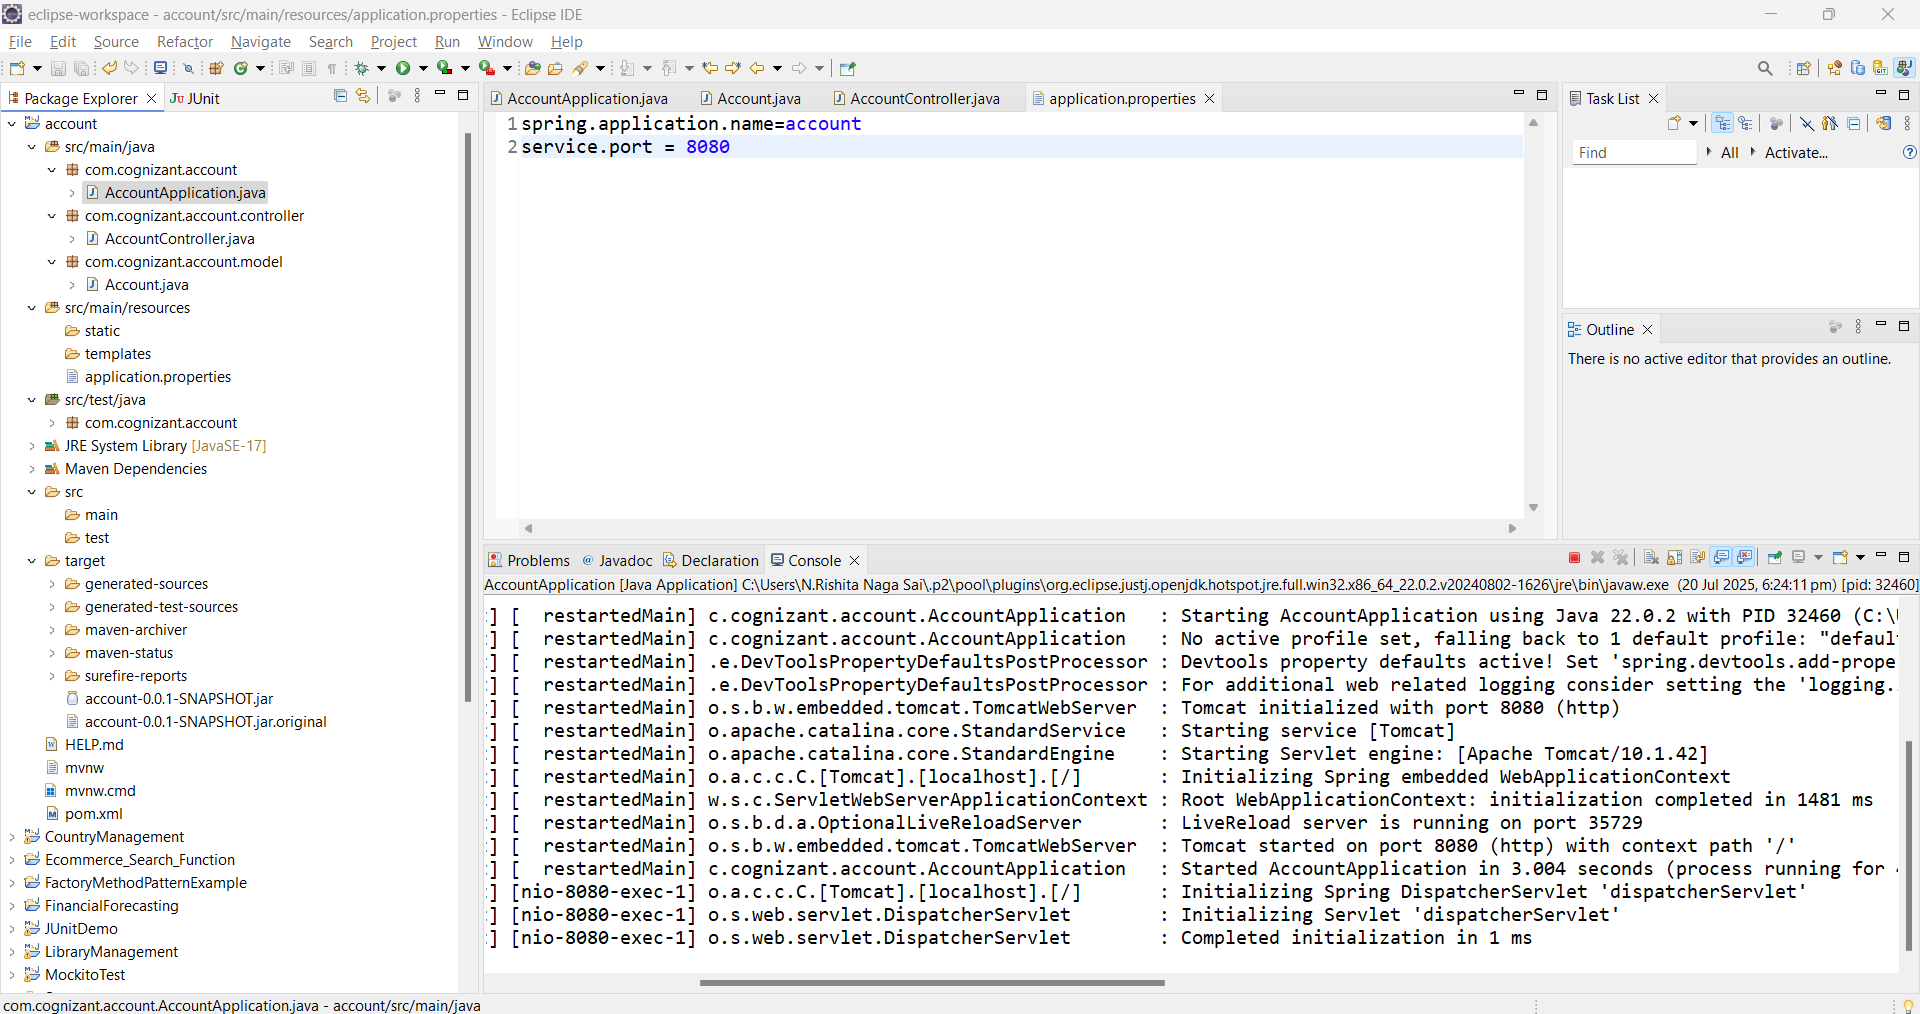 eclipse-workspace - account/src/main/resources/application.properties - Eclipse IDE
File Edit Source Refactor Navigate Search Project Run Window Help
Package Explorer
JUnit
account
src/main/java
com.cognizant.account
AccountApplication.java
com.cognizant.account.controller
AccountController.java
com.cognizant.account.model
Account.java
src/main/resources
static
templates
application.properties
src/test/java
com.cognizant.account
JRE System Library [JavaSE-17]
Maven Dependencies
src
main
test
target
generated-sources
generated-test-sources
maven-archiver
maven-status
surefire-reports
account-0.0.1-SNAPSHOT.jar
account-0.0.1-SNAPSHOT.jar.original
HELP.md
mvnw
mvnw.cmd
pom.xml
CountryManagement
Ecommerce_Search_Function
FactoryMethodPatternExample
FinancialForecasting
JUnitDemo
LibraryManagement
MockitoTest
AccountApplication.java Account.java AccountController.java application.properties
1 spring.application.name=account
2 service.port = 8080
Task List
Find All Activate...
Outline
There is no active editor that provides an outline.
Problems @ Javadoc Declaration Console
AccountApplication [Java Application] C:\Users\N.Rishita Naga Sai\.p2\pool\plugins\org.eclipse.justj.openjdk.hotspot.jre.full.win32.x86_64_22.0.2.v20240802-1626\jre\bin\javaw.exe (20 Jul 2025, 6:24:11 pm) [pid: 32460]
:] [  restartedMain] c.cognizant.account.AccountApplication   : Starting AccountApplication using Java 22.0.2 with PID 32460 (C:\U
:] [  restartedMain] c.cognizant.account.AccountApplication   : No active profile set, falling back to 1 default profile: "defaul
:] [  restartedMain] .e.DevToolsPropertyDefaultsPostProcessor : Devtools property defaults active! Set 'spring.devtools.add-prope
:] [  restartedMain] .e.DevToolsPropertyDefaultsPostProcessor : For additional web related logging consider setting the 'logging.
:] [  restartedMain] o.s.b.w.embedded.tomcat.TomcatWebServer  : Tomcat initialized with port 8080 (http)
:] [  restartedMain] o.apache.catalina.core.StandardService   : Starting service [Tomcat]
:] [  restartedMain] o.apache.catalina.core.StandardEngine    : Starting Servlet engine: [Apache Tomcat/10.1.42]
:] [  restartedMain] o.a.c.c.C.[Tomcat].[localhost].[/]       : Initializing Spring embedded WebApplicationContext
:] [  restartedMain] w.s.c.ServletWebServerApplicationContext : Root WebApplicationContext: initialization completed in 1481 ms
:] [  restartedMain] o.s.b.d.a.OptionalLiveReloadServer       : LiveReload server is running on port 35729
:] [  restartedMain] o.s.b.w.embedded.tomcat.TomcatWebServer  : Tomcat started on port 8080 (http) with context path '/'
:] [  restartedMain] c.cognizant.account.AccountApplication   : Started AccountApplication in 3.004 seconds (process running for
:] [nio-8080-exec-1] o.a.c.c.C.[Tomcat].[localhost].[/]       : Initializing Spring DispatcherServlet 'dispatcherServlet'
:] [nio-8080-exec-1] o.s.web.servlet.DispatcherServlet        : Initializing Servlet 'dispatcherServlet'
:] [nio-8080-exec-1] o.s.web.servlet.DispatcherServlet        : Completed initialization in 1 ms
com.cognizant.account.AccountApplication.java - account/src/main/java